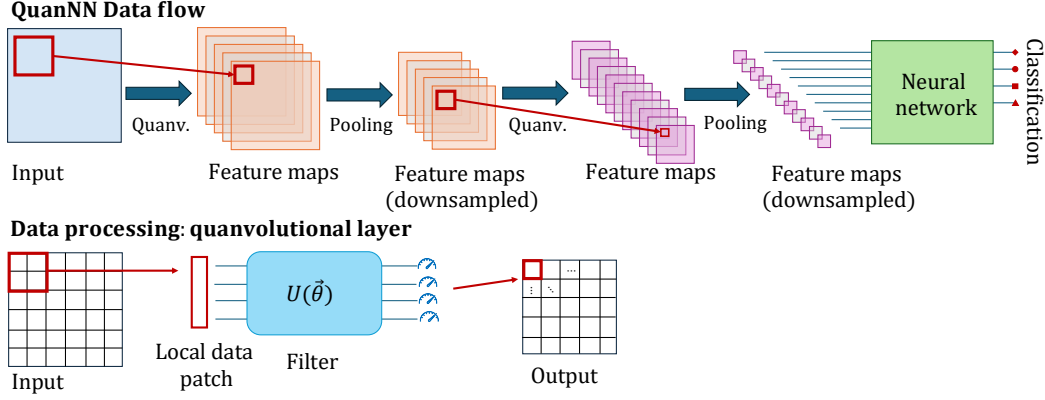 QuanNN Data flow
Quanv.
Pooling
Quanv.
Pooling
Neural
network
Classification
Input
Feature maps
Feature maps
(downsampled)
Feature maps
Feature maps
(downsampled)
Data processing: quanvolutional layer
U(θ⃗)
...
⋮ ⋱
Local data
patch
Filter
Input
Output